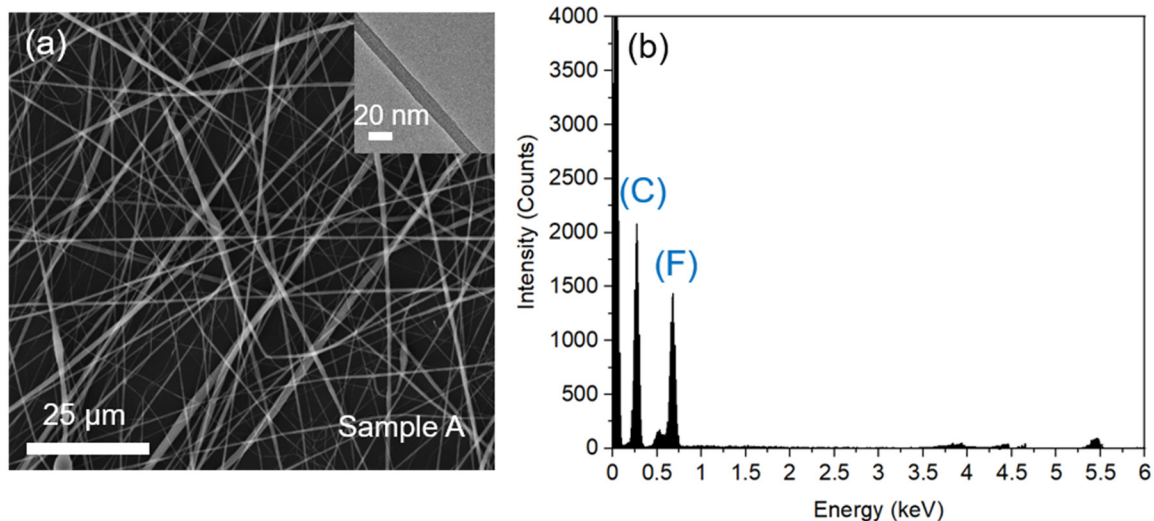 (a)
20 nm
25 µm
Sample A
(b)
(C)
(F)
Intensity (Counts)
4000
3500
3000
2500
2000
1500
1000
500
0
0 0.5 1 1.5 2 2.5 3 3.5 4 4.5 5 5.5 6
Energy (keV)